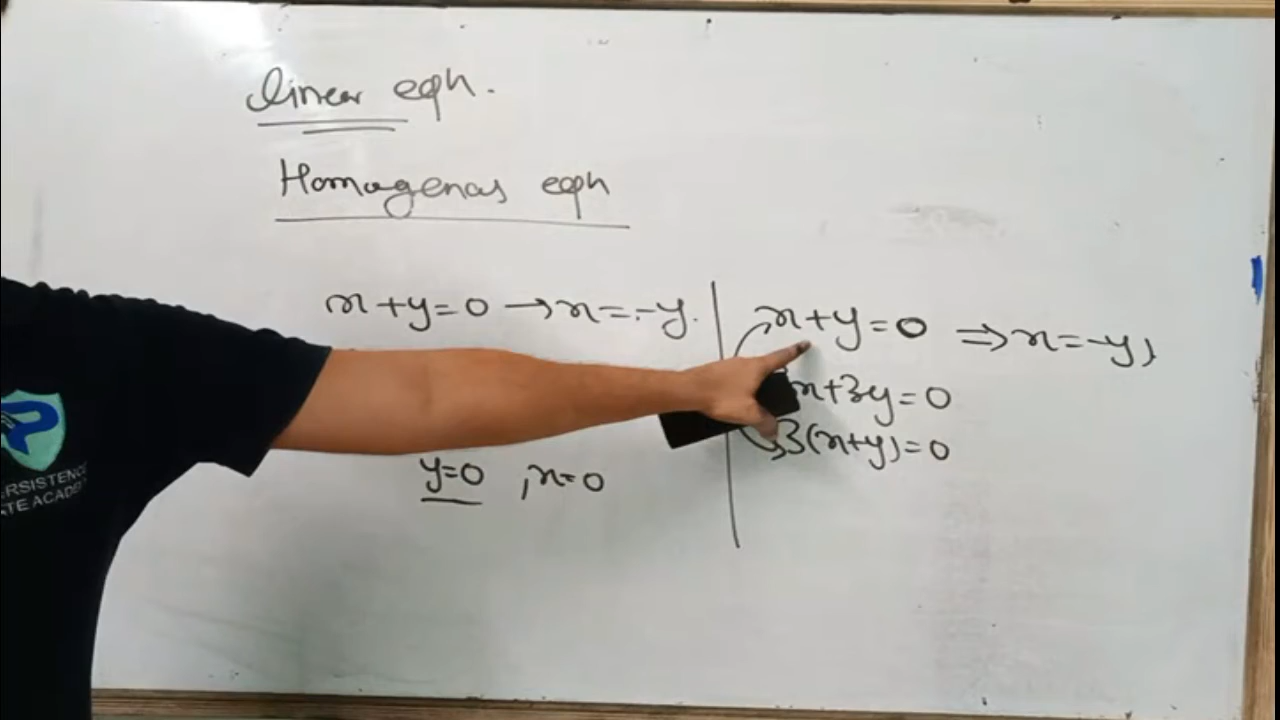 linear eqn.
Homogenas eqn
x+y=0 → x=-y.
y=0 , x=0
x+y=0 ⇒ x=-y,
x+3y=0
3(x+y)=0